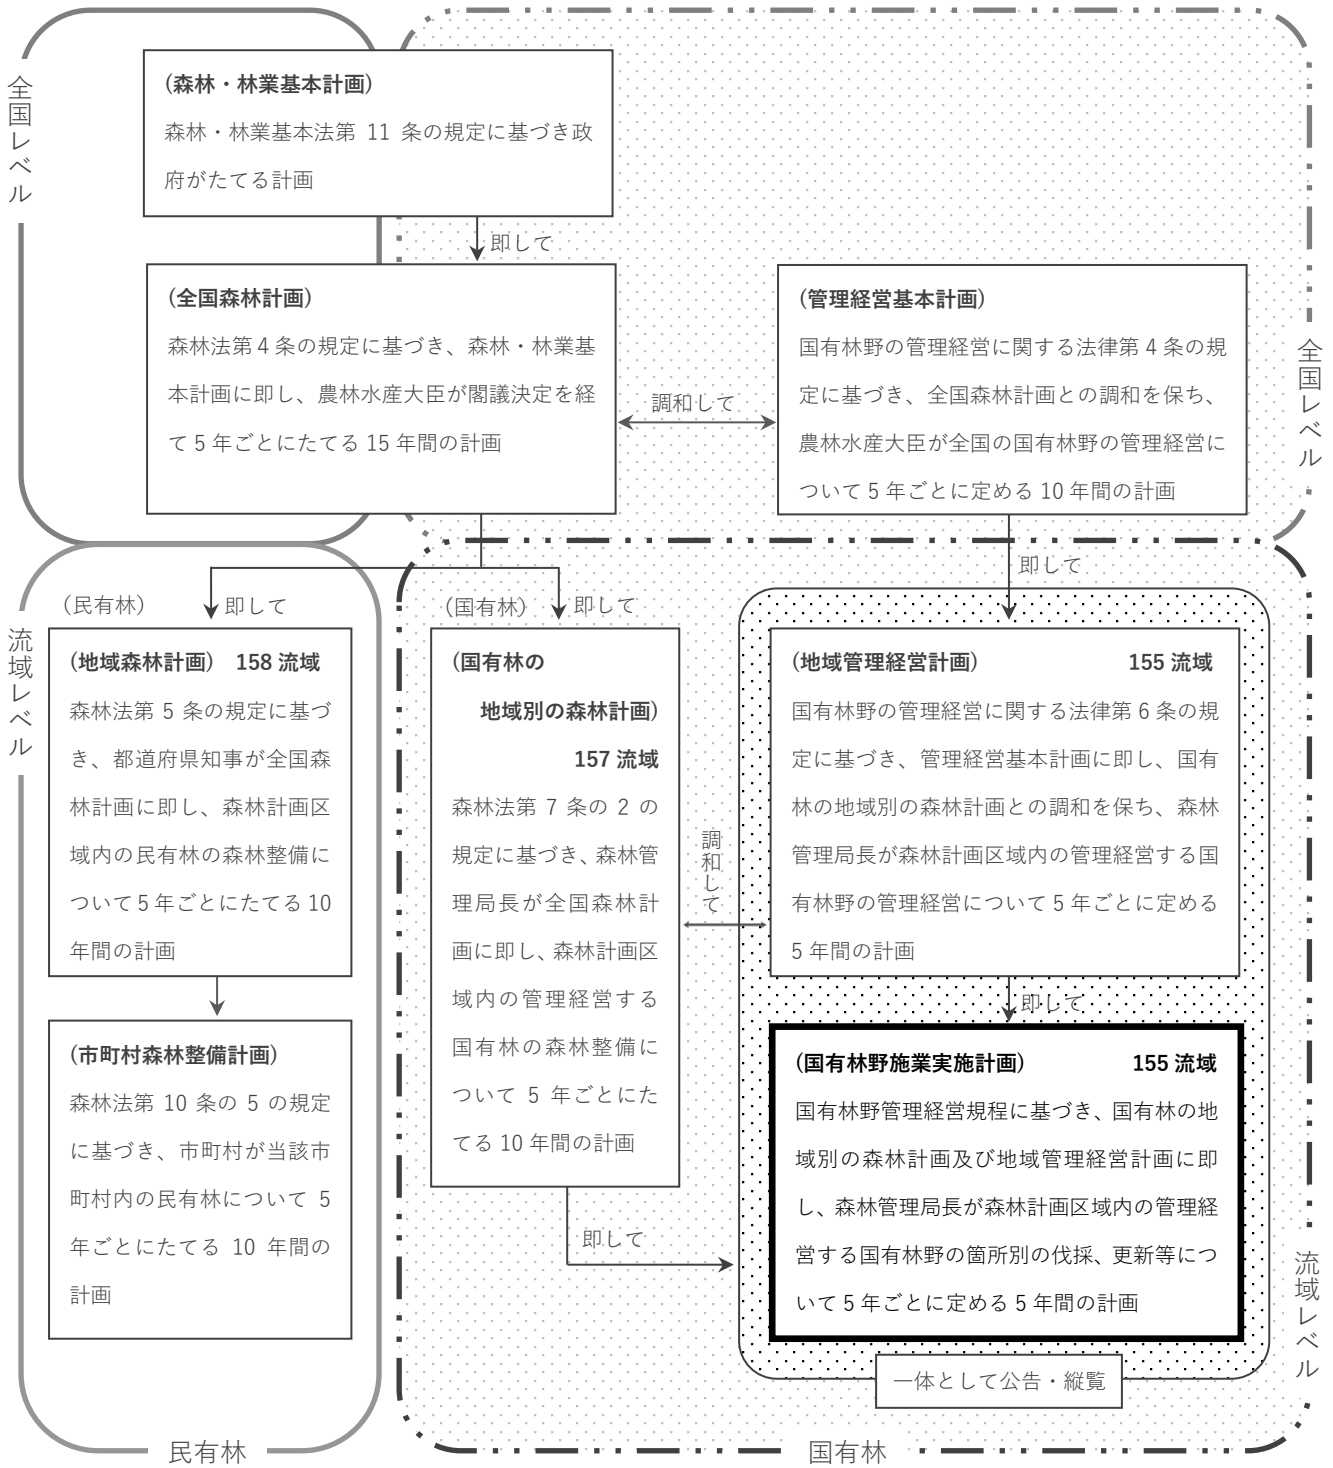 全国レベル
(森林・林業基本計画)
森林・林業基本法第 11 条の規定に基づき政
府がたてる計画
即して
(全国森林計画)
森林法第 4 条の規定に基づき、森林・林業基
本計画に即し、農林水産大臣が閣議決定を経
て 5 年ごとにたてる 15 年間の計画
調和して
(管理経営基本計画)
国有林野の管理経営に関する法律第 4 条の規
定に基づき、全国森林計画との調和を保ち、
農林水産大臣が全国の国有林野の管理経営に
ついて 5 年ごとに定める 10 年間の計画
全国レベル
即して
流域レベル
（民有林）
即して
（国有林）
即して
(地域森林計画) 158 流域
森林法第 5 条の規定に基づ
き、都道府県知事が全国森
林計画に即し、森林計画区
域内の民有林の森林整備に
ついて 5 年ごとにたてる 10
年間の計画
(市町村森林整備計画)
森林法第 10 条の 5 の規定
に基づき、市町村が当該市
町村内の民有林について 5
年ごとにたてる 10 年間の
計画
(国有林の
地域別の森林計画)
157 流域
森林法第 7 条の 2 の
規定に基づき、森林管
理局長が全国森林計
画に即し、森林計画区
域内の管理経営する
国有林の森林整備に
ついて 5 年ごとにた
てる 10 年間の計画
調和して
即して
(地域管理経営計画) 155 流域
国有林野の管理経営に関する法律第 6 条の規
定に基づき、管理経営基本計画に即し、国有
林の地域別の森林計画との調和を保ち、森林
管理局長が森林計画区域内の管理経営する国
有林野の管理経営について 5 年ごとに定める
5 年間の計画
即して
(国有林野施業実施計画) 155 流域
国有林野管理経営規程に基づき、国有林の地
域別の森林計画及び地域管理経営計画に即
し、森林管理局長が森林計画区域内の管理経
営する国有林野の箇所別の伐採、更新等につ
いて 5 年ごとに定める 5 年間の計画
流域レベル
一体として公告・縦覧
民有林
国有林